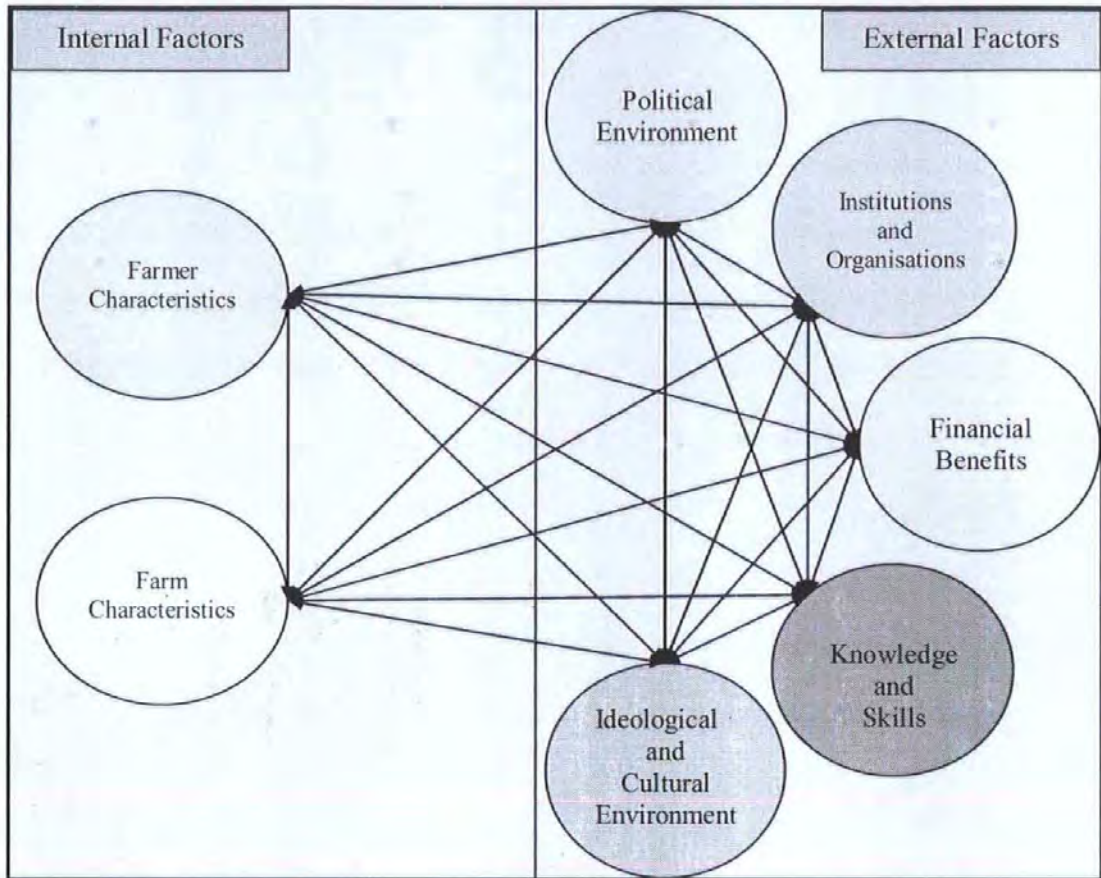 Internal Factors
External Factors
Political
Environment
Institutions
and
Organisations
Farmer
Characteristics
Financial
Benefits
Farm
Characteristics
Knowledge
and
Skills
Ideological
and
Cultural
Environment